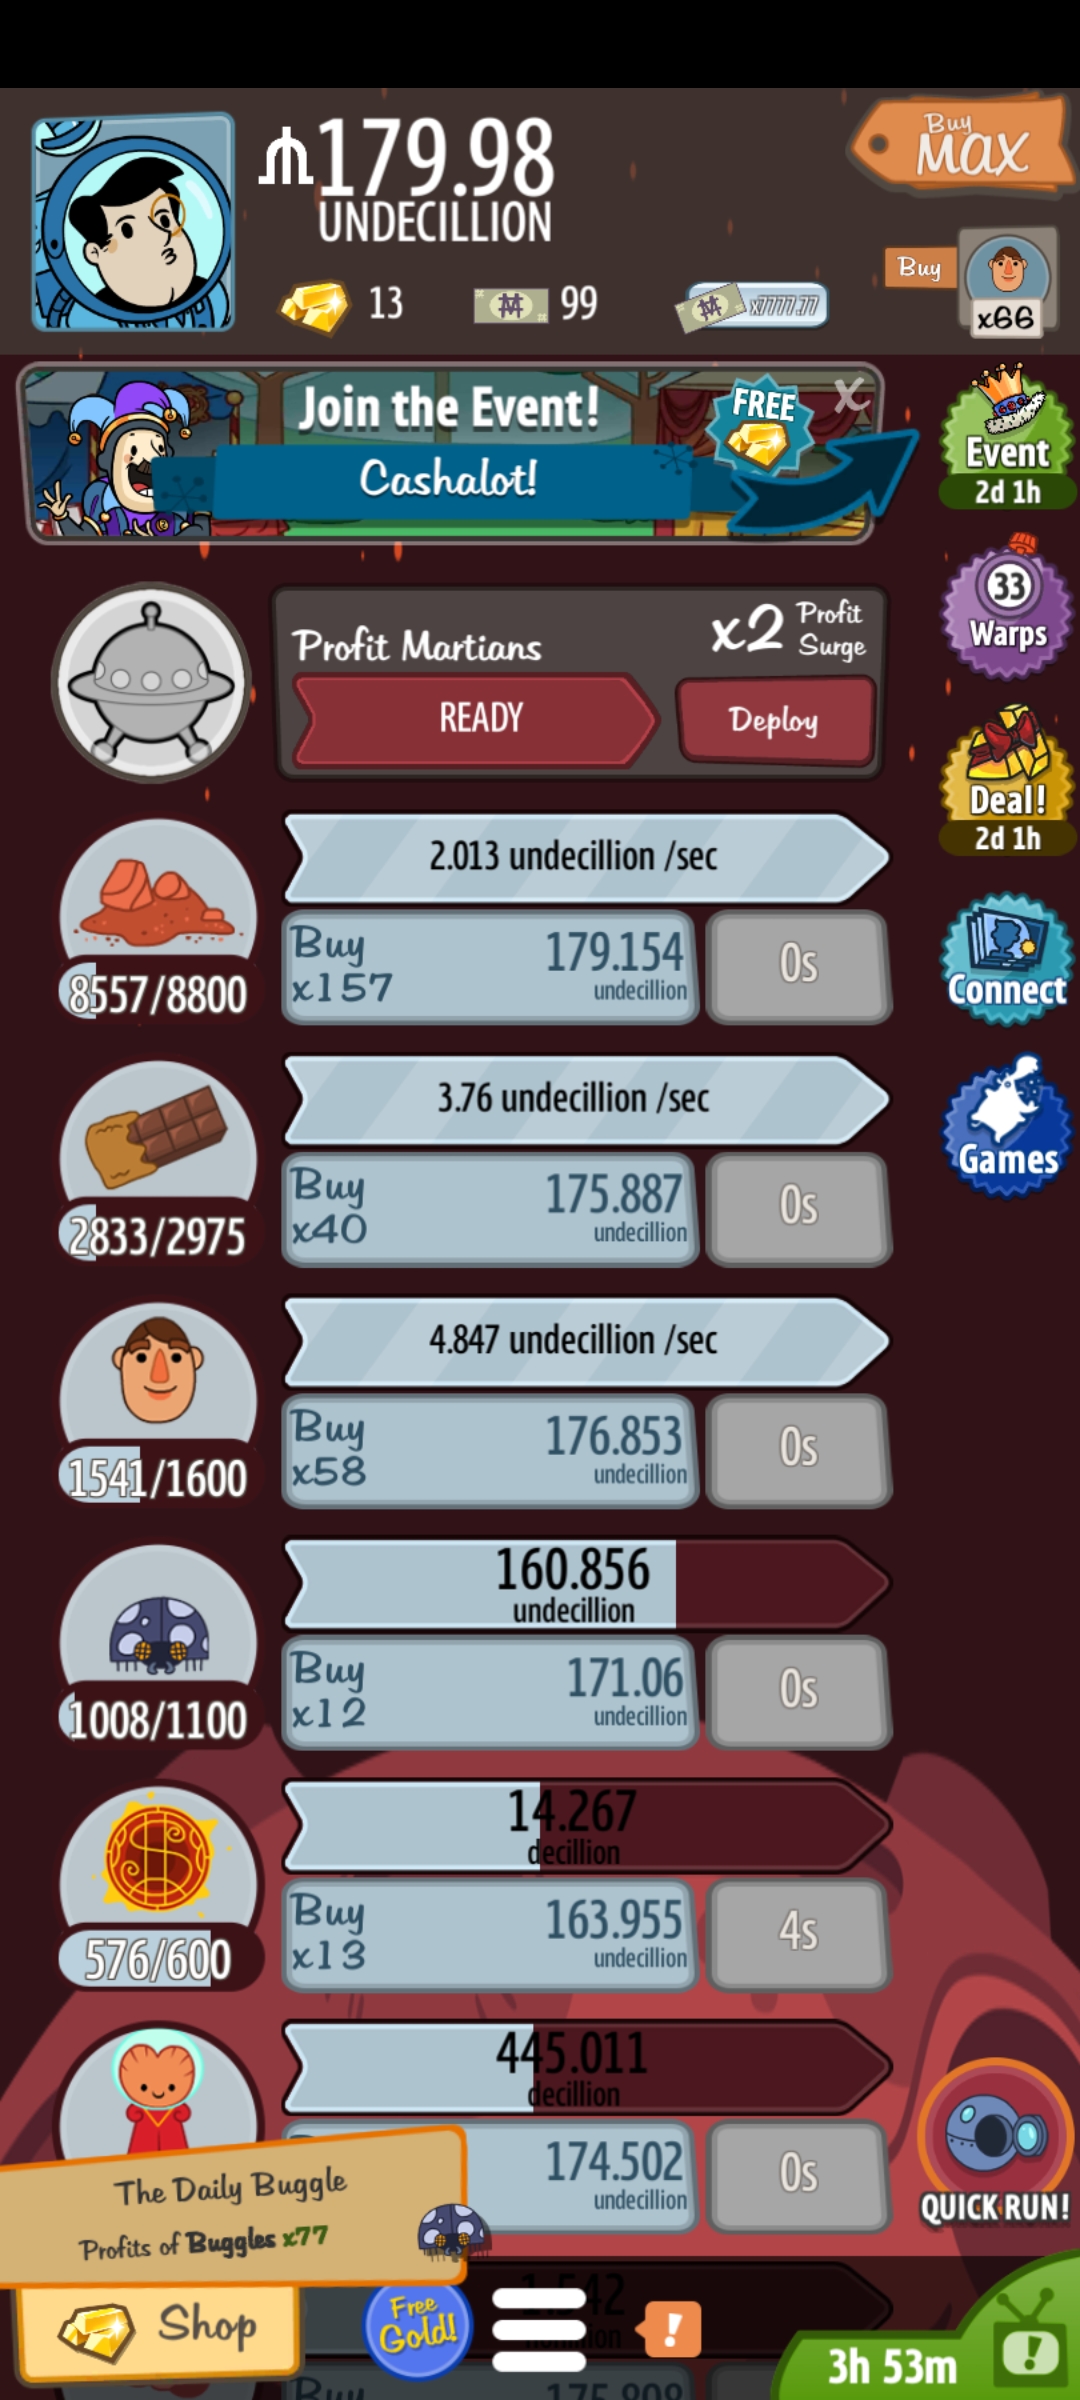 ₼179.98
UNDECILLION
Buy
MAX
13
99
x7777.77
Buy
x66
Join the Event!
Cashalot!
FREE
X
Event
2d 1h
33
Warps
Profit Martians
x2 Profit
Surge
READY
Deploy
Deal!
2d 1h
2.013 undecillion /sec
8557/8800
Buy
x157
179.154
undecillion
0s
Connect
3.76 undecillion /sec
2833/2975
Buy
x40
175.887
undecillion
0s
Games
4.847 undecillion /sec
1541/1600
Buy
x58
176.853
undecillion
0s
160.856
undecillion
1008/1100
Buy
x12
171.06
undecillion
0s
14.267
decillion
576/600
Buy
x13
163.955
undecillion
4s
445.011
decillion
174.502
undecillion
0s
The Daily Buggle
Profits of Buggles x77
QUICK RUN!
Shop
Free
Gold!
!
3h 53m
!
Buy